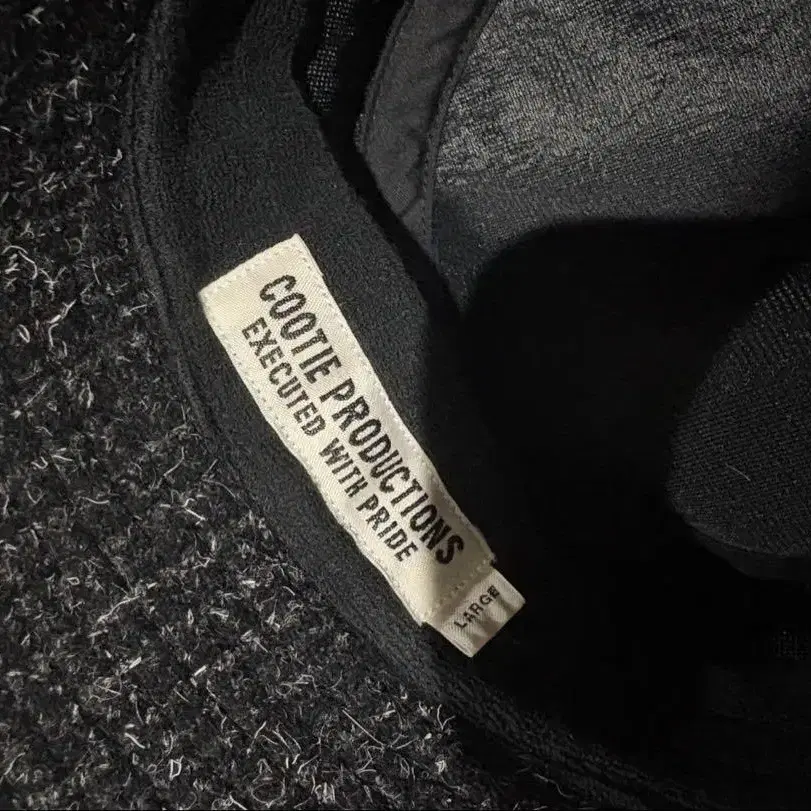 COOTIE PRODUCTIONS
EXECUTED WITH PRIDE
LARGE